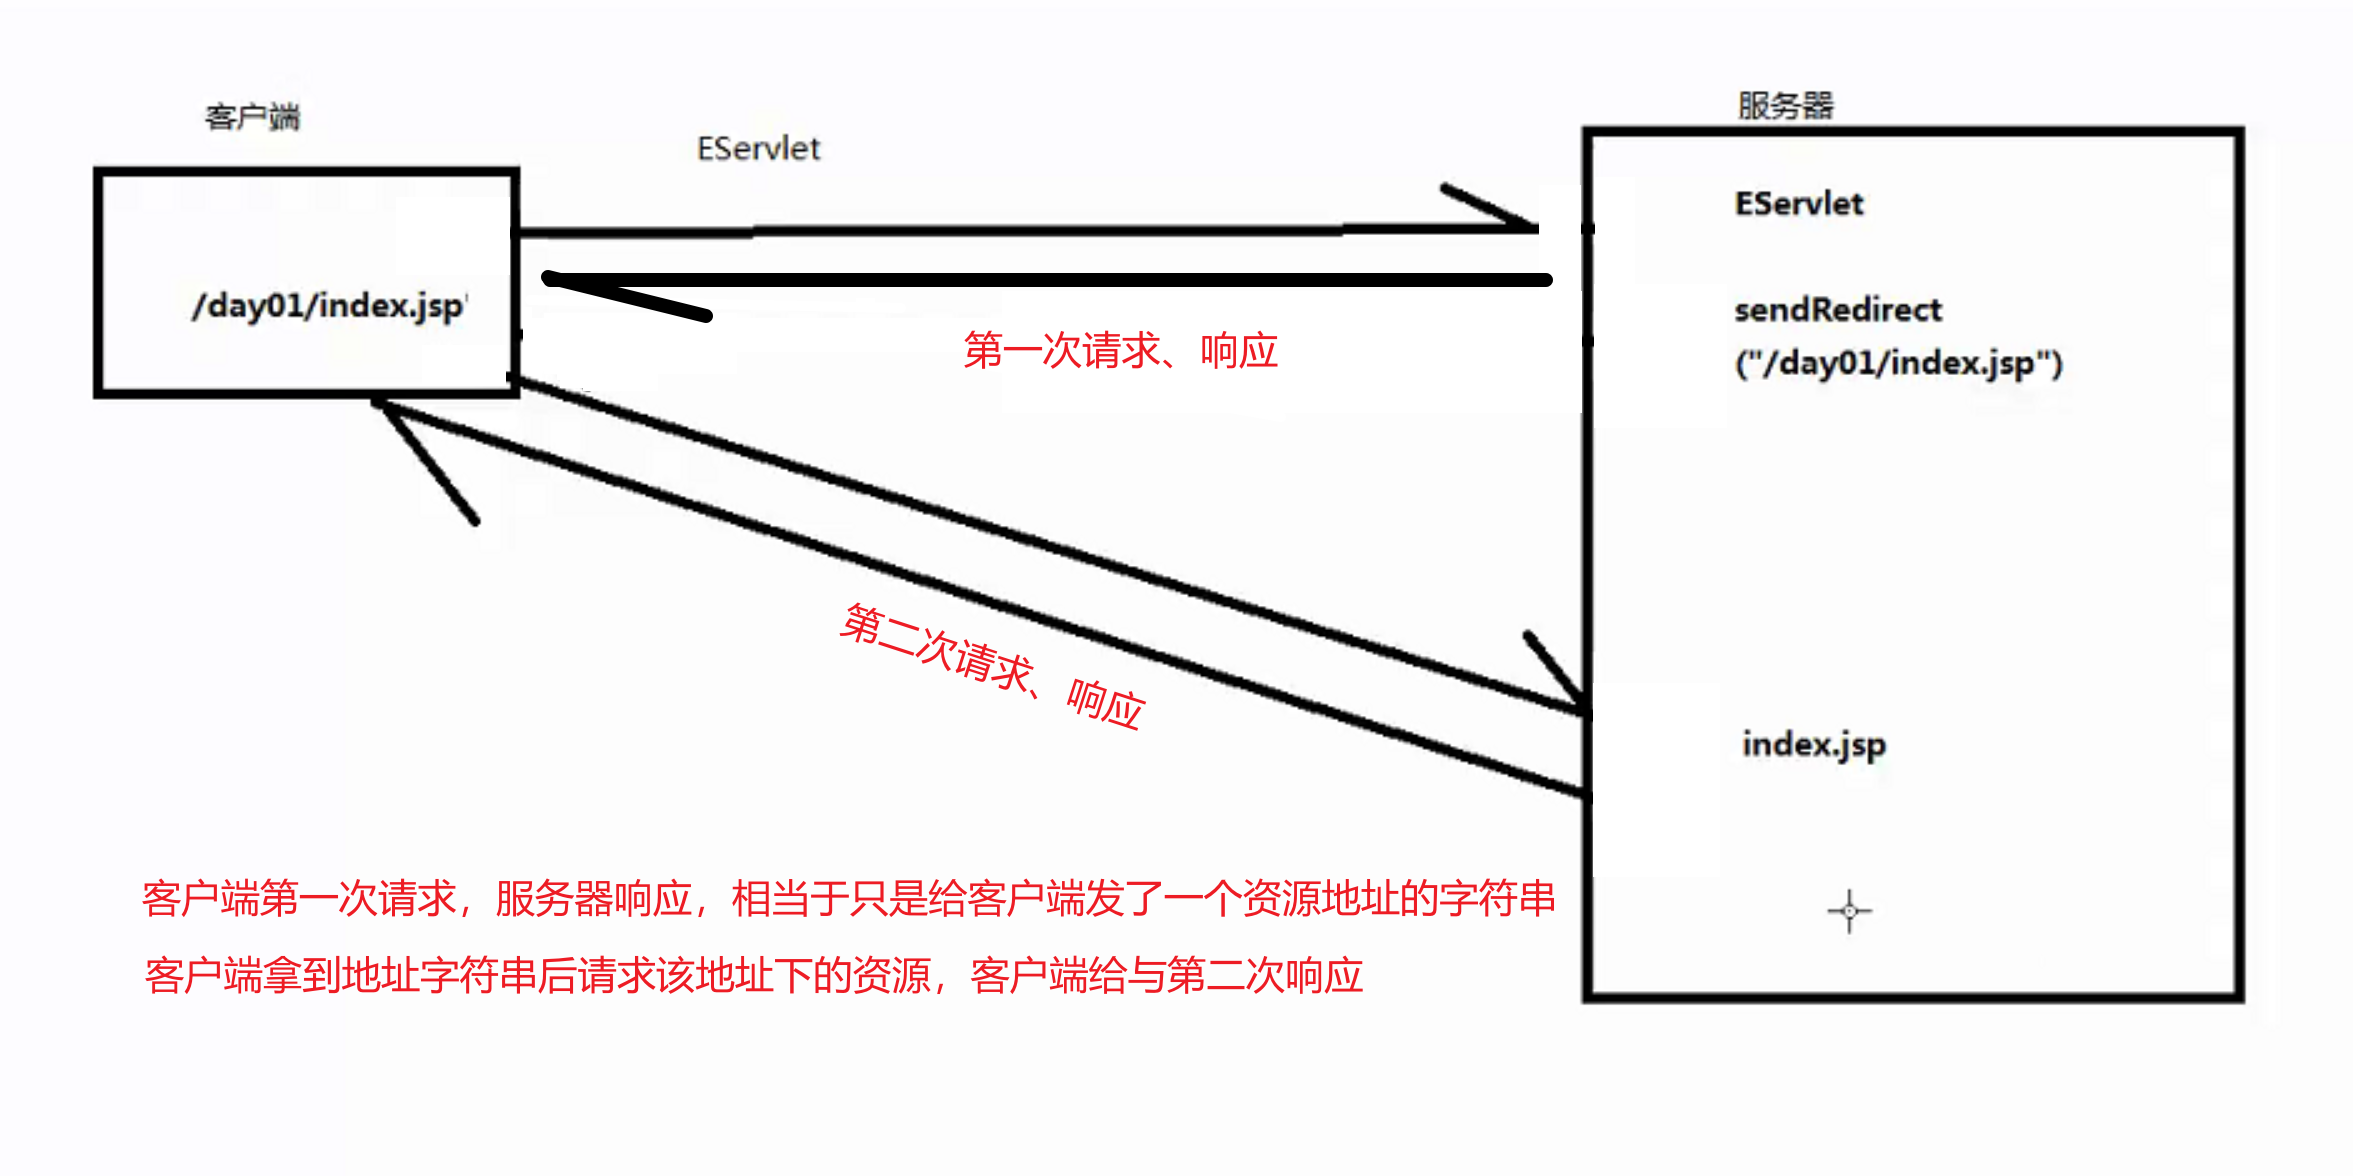 客户端
服务器
EServlet
EServlet
/day01/index.jsp'
sendRedirect
("/day01/index.jsp")
第一次请求、响应
第二次请求、响应
index.jsp
客户端第一次请求，服务器响应，相当于只是给客户端发了一个资源地址的字符串
客户端拿到地址字符串后请求该地址下的资源，客户端给与第二次响应